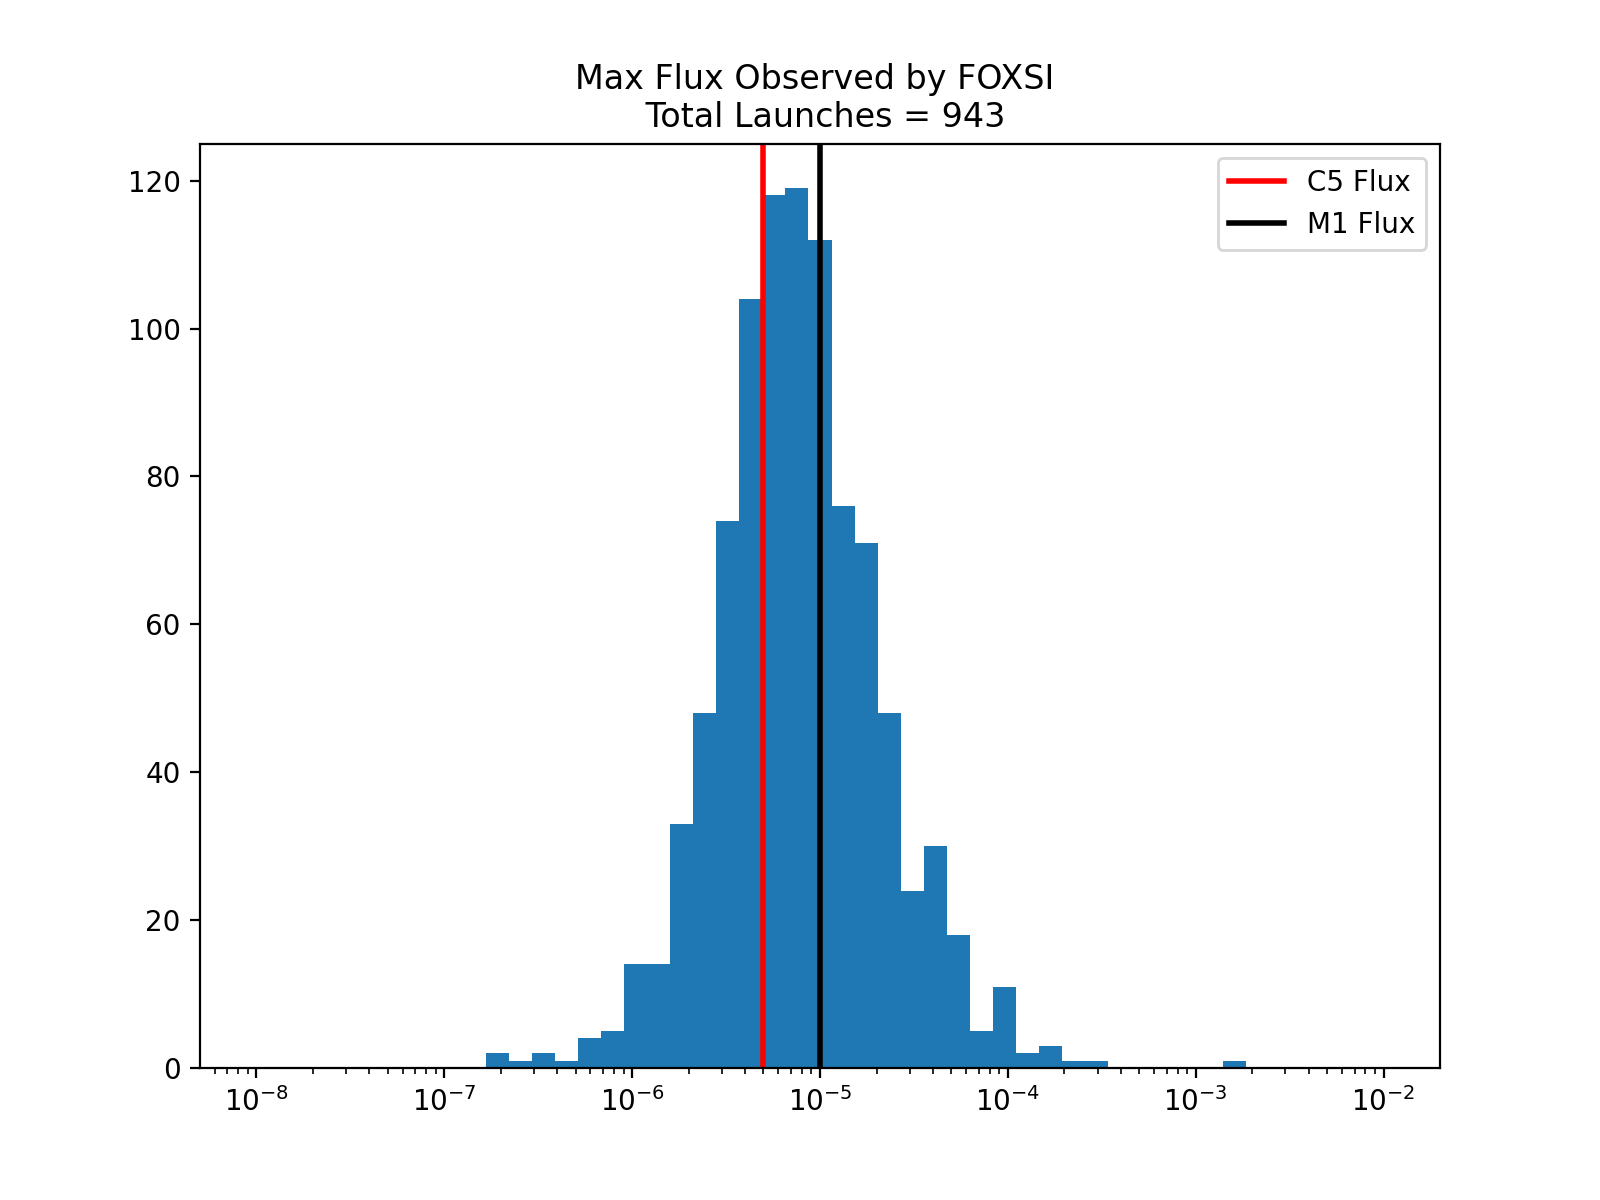 Max Flux Observed by FOXSI
Total Launches = 943
C5 Flux
M1 Flux
120
100
80
60
40
20
0
10⁻⁸ 10⁻⁷ 10⁻⁶ 10⁻⁵ 10⁻⁴ 10⁻³ 10⁻²